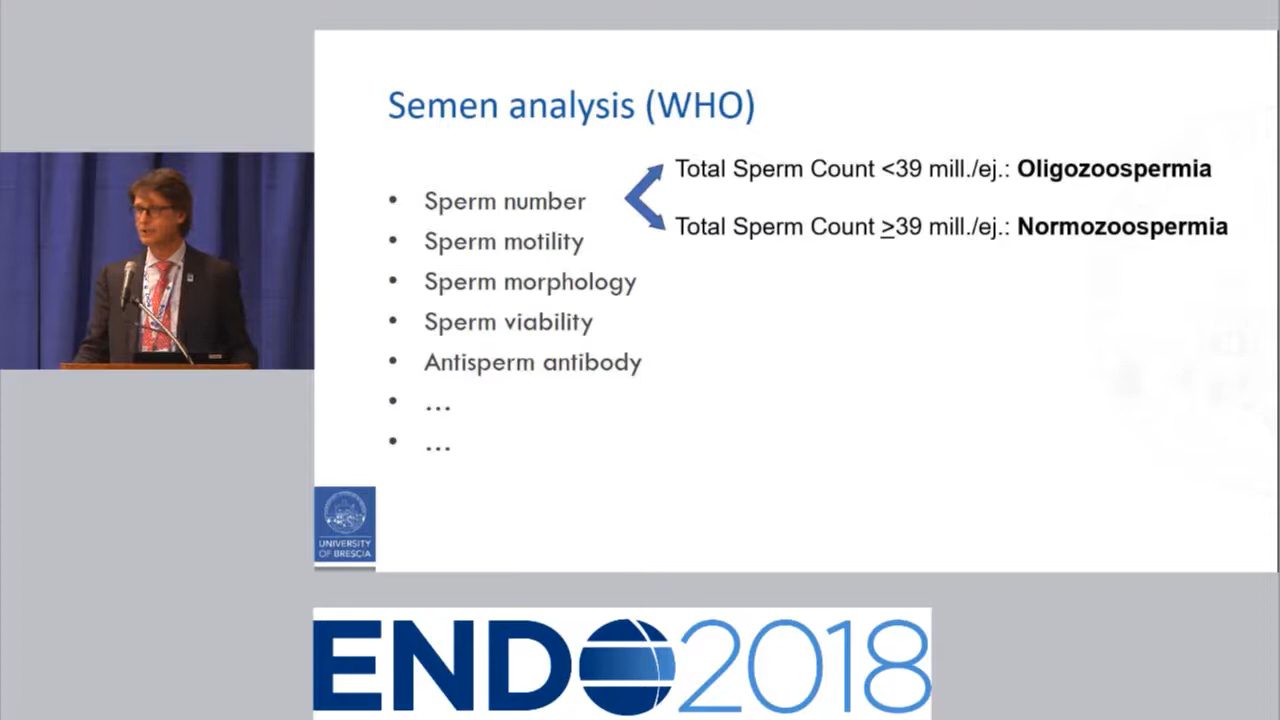 Semen analysis (WHO)
Total Sperm Count <39 mill./ej.: Oligozoospermia
Total Sperm Count ≥39 mill./ej.: Normozoospermia
• Sperm number
• Sperm motility
• Sperm morphology
• Sperm viability
• Antisperm antibody
• ...
• ...
UNIVERSITY
OF BRESCIA
ENDO2018